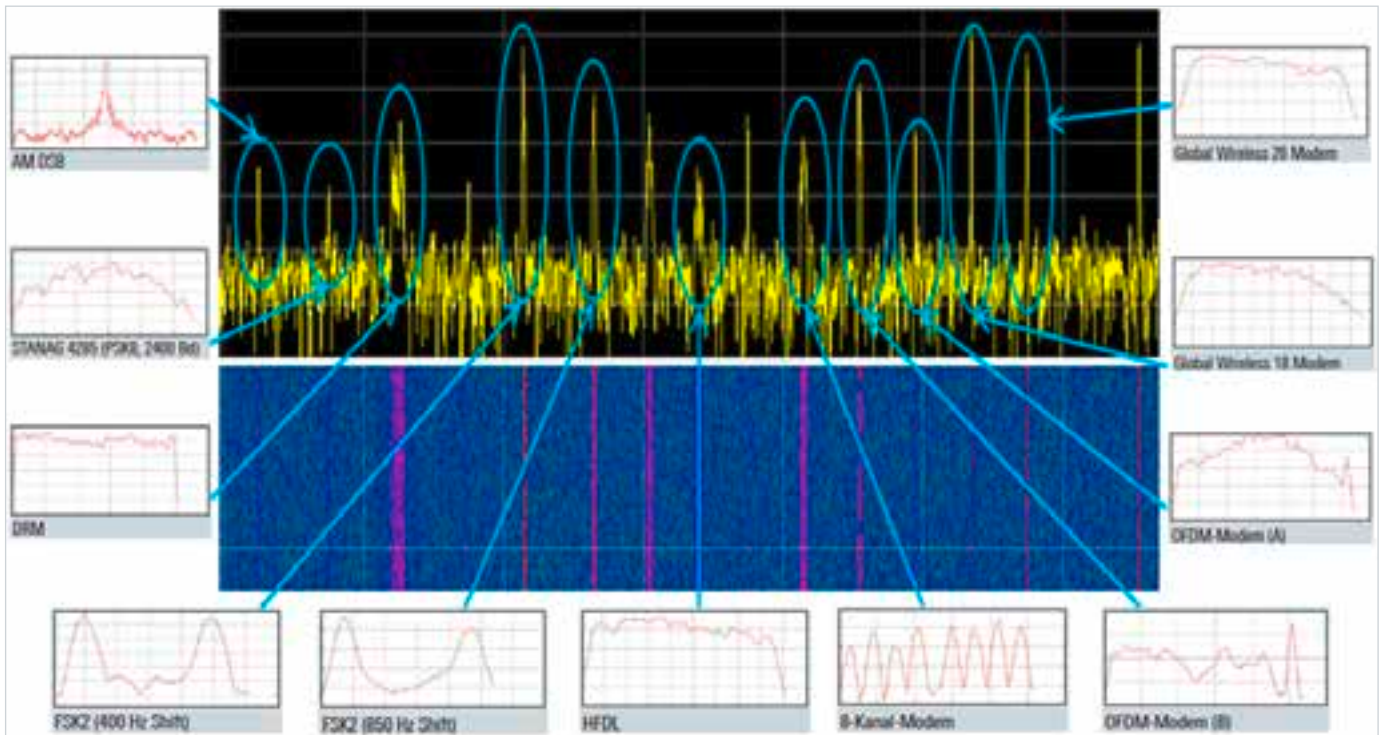 AM DSB
STANAG 4285 (PSK8, 2400 Bd)
DRM
FSK2 (400 Hz Shift)
FSK2 (850 Hz Shift)
HFDL
8-Kanal-Modem
OFDM-Modem (B)
OFDM-Modem (A)
Global Wireless 18 Modem
Global Wireless 26 Modem